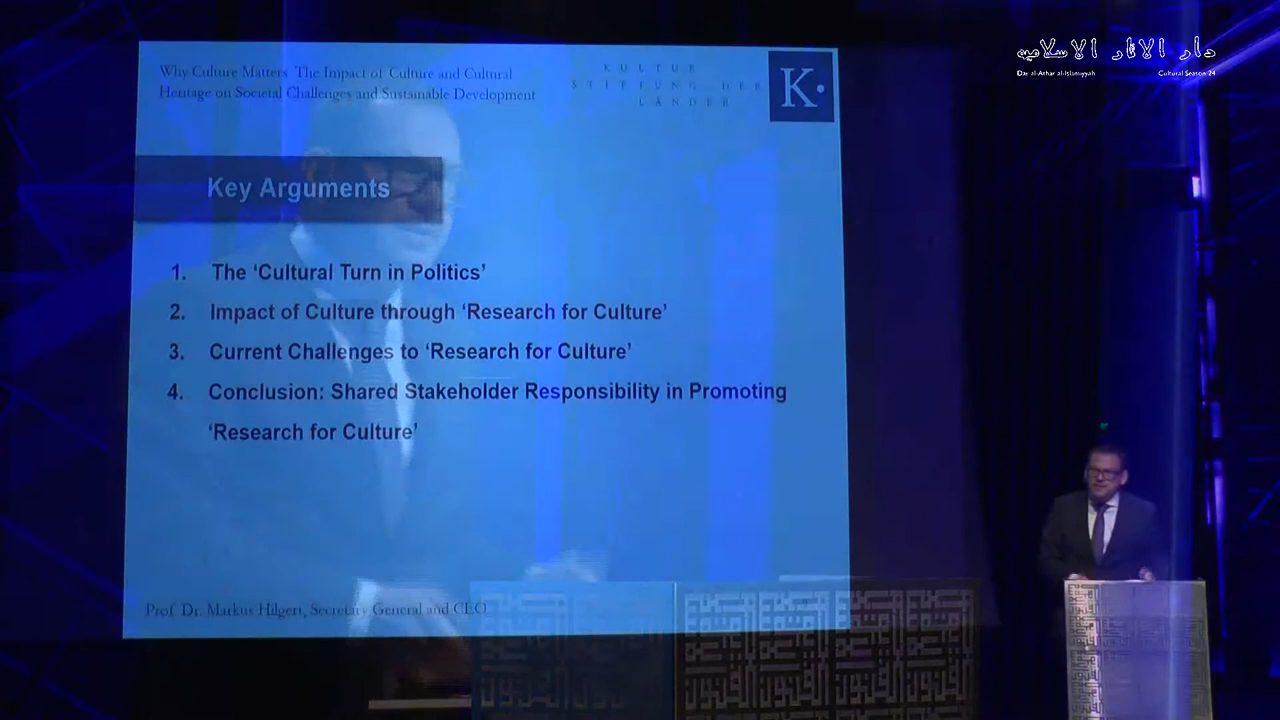 Why Culture Matters The Impact of Culture and Cultural
Heritage on Societal Challenges and Sustainable Development
KULTUR
STIFTUNG DER
LÄNDER
K.
دار الآثار الإسلامية
Dar al-Athar al-Islamiyyah
Cultural Season 24
Key Arguments
1. The ‘Cultural Turn in Politics’
2. Impact of Culture through ‘Research for Culture’
3. Current Challenges to ‘Research for Culture’
4. Conclusion: Shared Stakeholder Responsibility in Promoting
‘Research for Culture’
Prof. Dr. Markus Hilgert, Secretary General and CEO